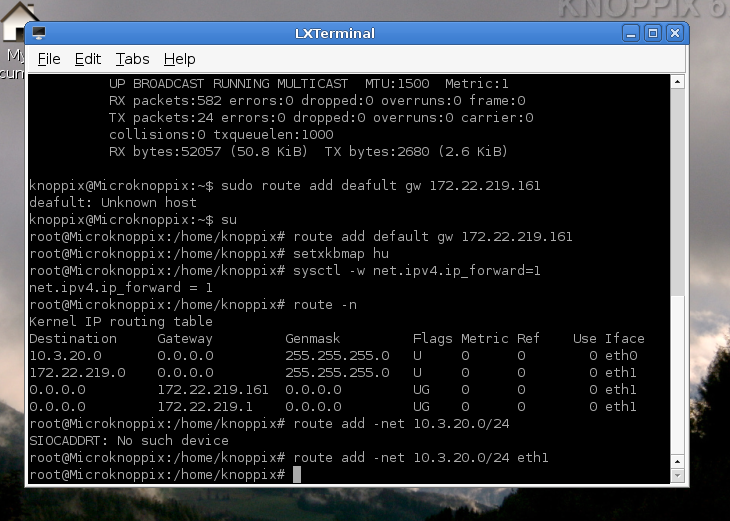 KNOPPIX 6
My
cum
LXTerminal
File Edit Tabs Help
UP BROADCAST RUNNING MULTICAST  MTU:1500  Metric:1
RX packets:582 errors:0 dropped:0 overruns:0 frame:0
TX packets:24 errors:0 dropped:0 overruns:0 carrier:0
collisions:0 txqueuelen:1000
RX bytes:52057 (50.8 KiB)  TX bytes:2680 (2.6 KiB)
knoppix@Microknoppix:~$ sudo route add deafult gw 172.22.219.161
deafult: Unknown host
knoppix@Microknoppix:~$ su
root@Microknoppix:/home/knoppix# route add default gw 172.22.219.161
root@Microknoppix:/home/knoppix# setxkbmap hu
root@Microknoppix:/home/knoppix# sysctl -w net.ipv4.ip_forward=1
net.ipv4.ip_forward = 1
root@Microknoppix:/home/knoppix# route -n
Kernel IP routing table
Destination     Gateway         Genmask         Flags Metric Ref    Use Iface
10.3.20.0       0.0.0.0         255.255.255.0   U     0      0        0 eth0
172.22.219.0    0.0.0.0         255.255.255.0   U     0      0        0 eth1
0.0.0.0         172.22.219.161  0.0.0.0         UG    0      0        0 eth1
0.0.0.0         172.22.219.1    0.0.0.0         UG    0      0        0 eth1
root@Microknoppix:/home/knoppix# route add -net 10.3.20.0/24
SIOCADDRT: No such device
root@Microknoppix:/home/knoppix# route add -net 10.3.20.0/24 eth1
root@Microknoppix:/home/knoppix#